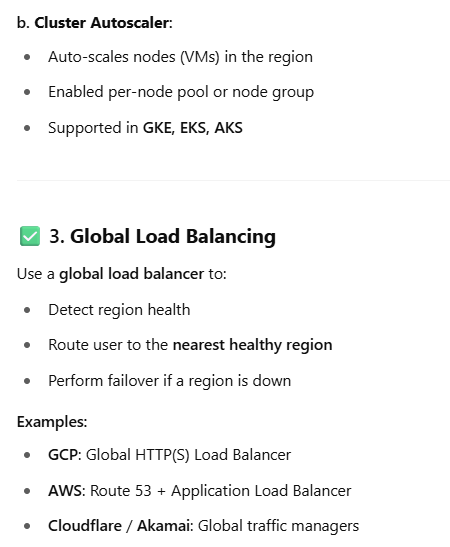 b. Cluster Autoscaler:
• Auto-scales nodes (VMs) in the region
• Enabled per-node pool or node group
• Supported in GKE, EKS, AKS
✅ 3. Global Load Balancing
Use a global load balancer to:
• Detect region health
• Route user to the nearest healthy region
• Perform failover if a region is down
Examples:
• GCP: Global HTTP(S) Load Balancer
• AWS: Route 53 + Application Load Balancer
• Cloudflare / Akamai: Global traffic managers